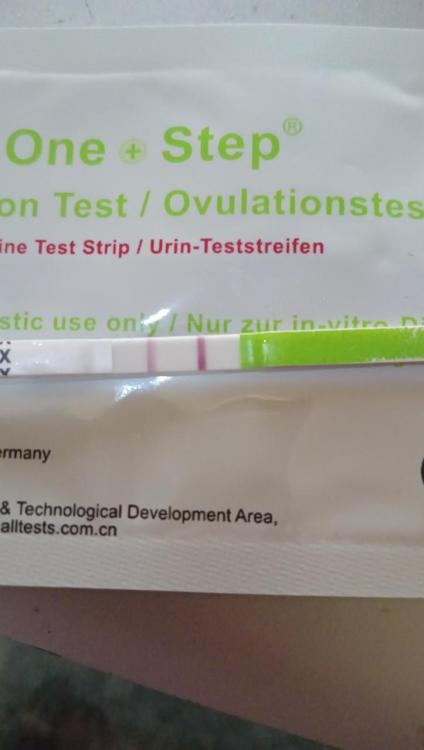 One Step®
on Test / Ovulationstes
ine Test Strip / Urin-Teststreifen
stic use only / Nur zur in-vitro
X
ermany
& Technological Development Area,
alltests.com.cn